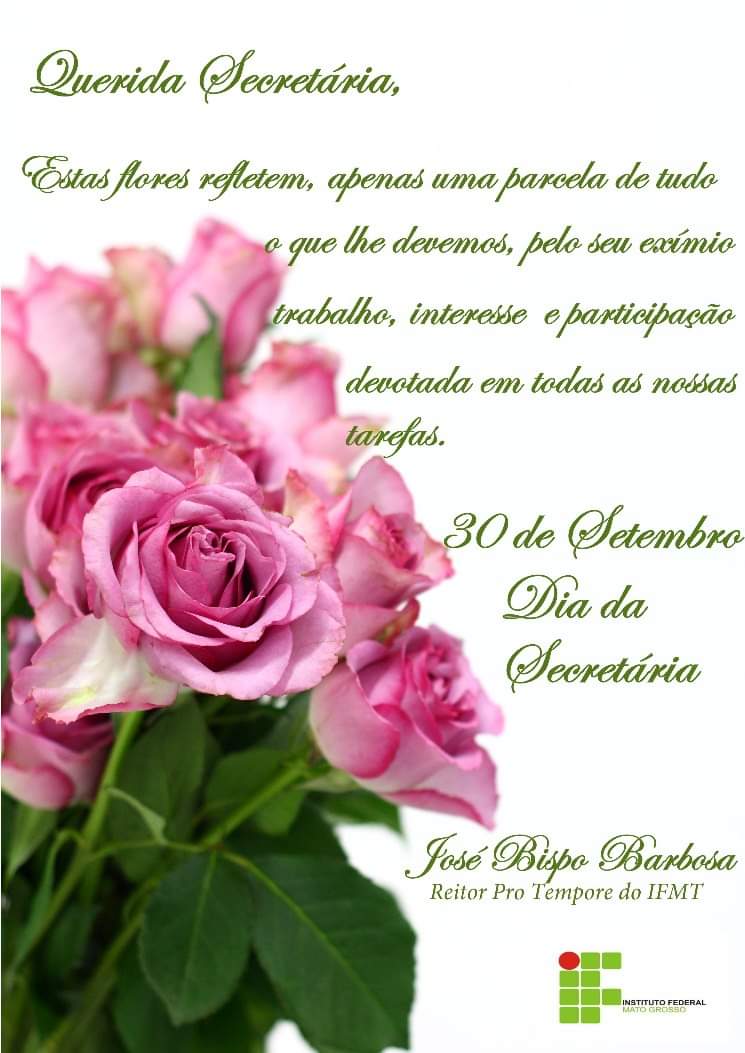 Querida Secretária,
Estas flores refletem, apenas uma parcela de tudo
o que lhe devemos, pelo seu exímio
trabalho, interesse e participação
devotada em todas as nossas
tarefas.
30 de Setembro
Dia da
Secretária
José Bispo Barbosa
Reitor Pro Tempore do IFMT
INSTITUTO FEDERAL
MATO GROSSO